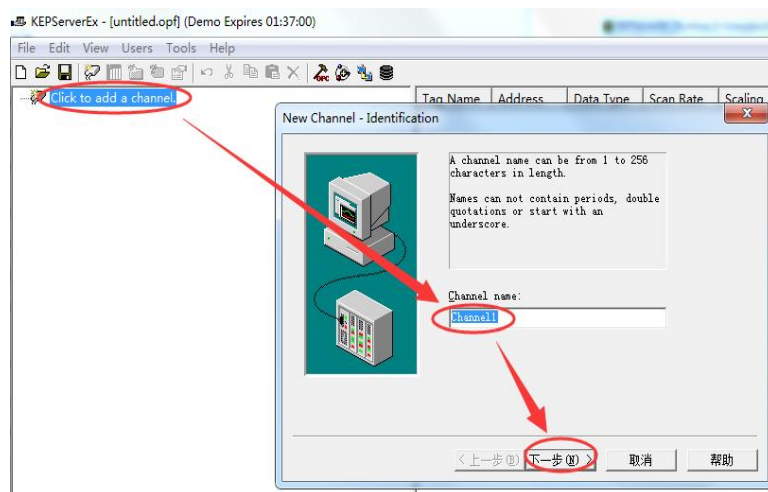 KEPServerEx - [untitled.opf] (Demo Expires 01:37:00)
File Edit View Users Tools Help
Click to add a channel.
Tag Name Address Data Type Scan Rate Scaling
New Channel - Identification
A channel name can be from 1 to 256
characters in length.
Names can not contain periods, double
quotations or start with an
underscore.
Channel name:
Channel1
< 上一步(B) 下一步(N) > 取消 帮助